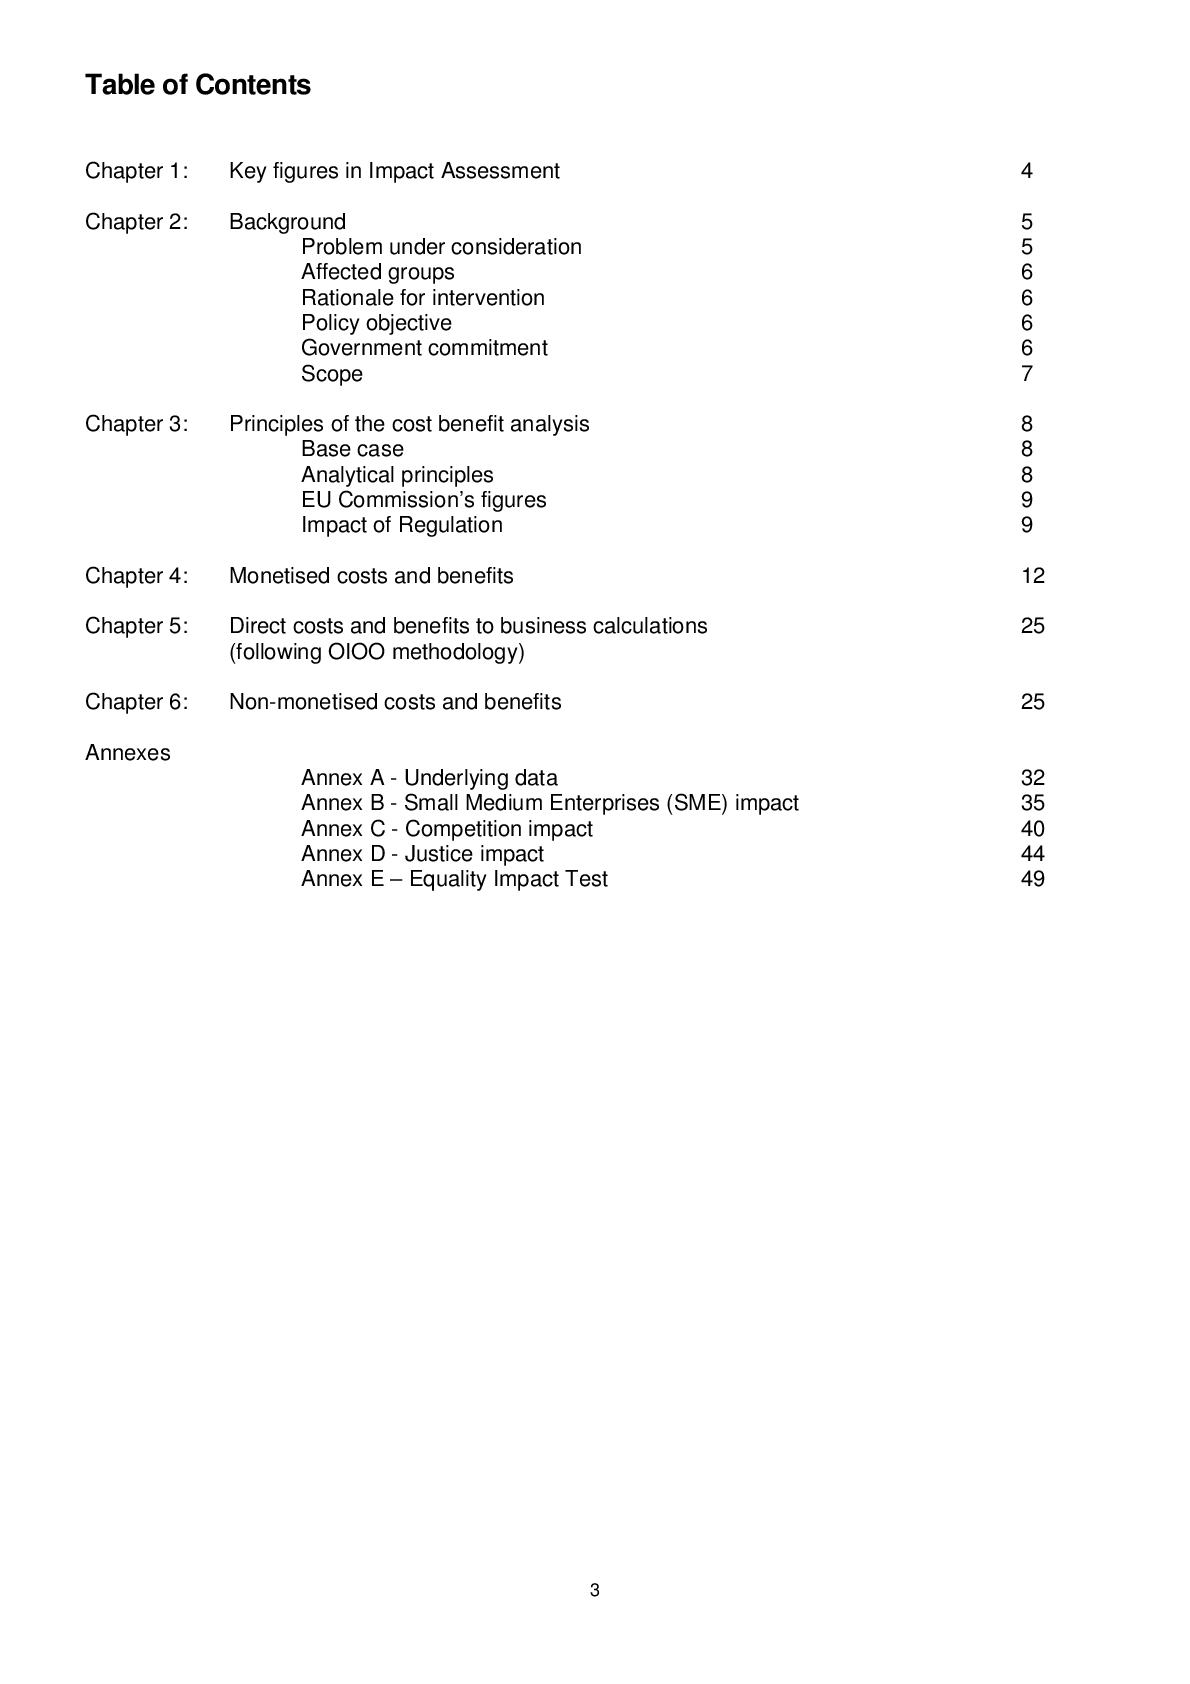 Table of Contents
Chapter 1: Key figures in Impact Assessment 4
Chapter 2: Background 5
Problem under consideration 5
Affected groups 6
Rationale for intervention 6
Policy objective 6
Government commitment 6
Scope 7
Chapter 3: Principles of the cost benefit analysis 8
Base case 8
Analytical principles 8
EU Commission’s figures 9
Impact of Regulation 9
Chapter 4: Monetised costs and benefits 12
Chapter 5: Direct costs and benefits to business calculations 25
(following OIOO methodology)
Chapter 6: Non-monetised costs and benefits 25
Annexes
Annex A - Underlying data 32
Annex B - Small Medium Enterprises (SME) impact 35
Annex C - Competition impact 40
Annex D - Justice impact 44
Annex E – Equality Impact Test 49
3